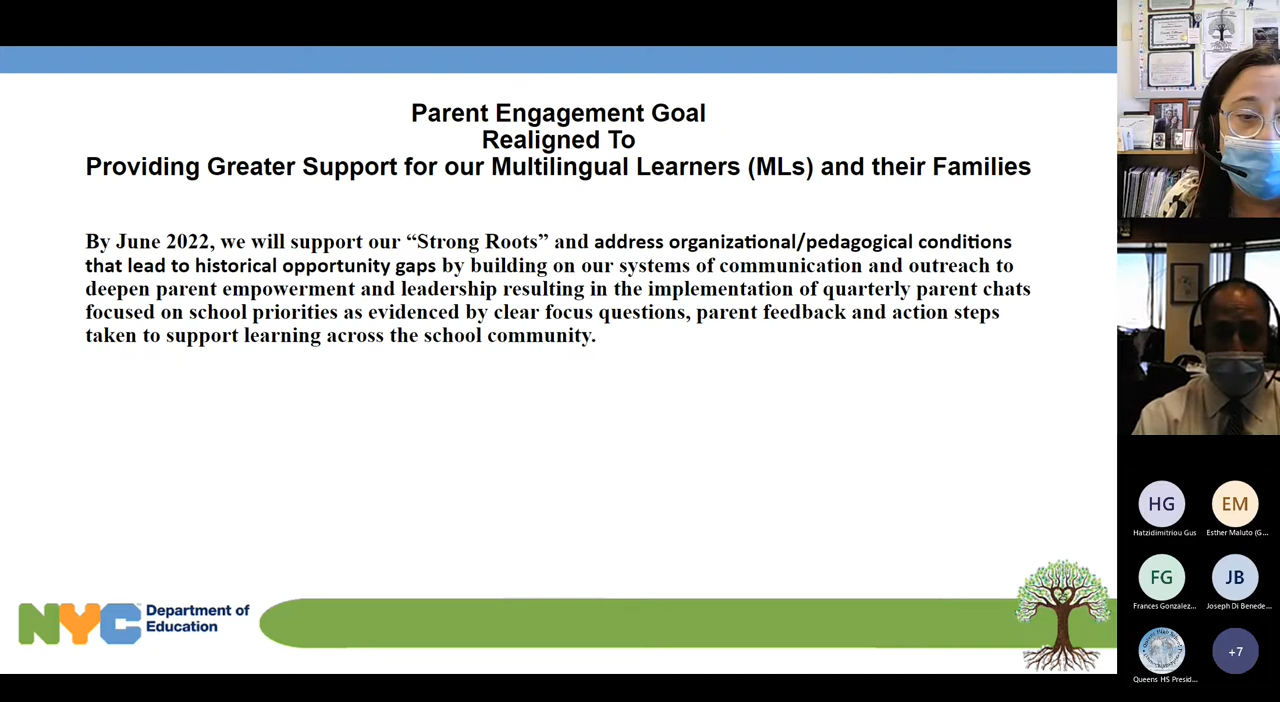 Parent Engagement Goal
Realigned To
Providing Greater Support for our Multilingual Learners (MLs) and their Families
By June 2022, we will support our “Strong Roots” and address organizational/pedagogical conditions
that lead to historical opportunity gaps by building on our systems of communication and outreach to
deepen parent empowerment and leadership resulting in the implementation of quarterly parent chats
focused on school priorities as evidenced by clear focus questions, parent feedback and action steps
taken to support learning across the school community.
NYC Department of
Education
HG
EM
Hatzidimitriou Gus
Esther Maluto (G...
FG
JB
Frances Gonzalez...
Joseph Di Benede...
+7
Queens HS Presid...